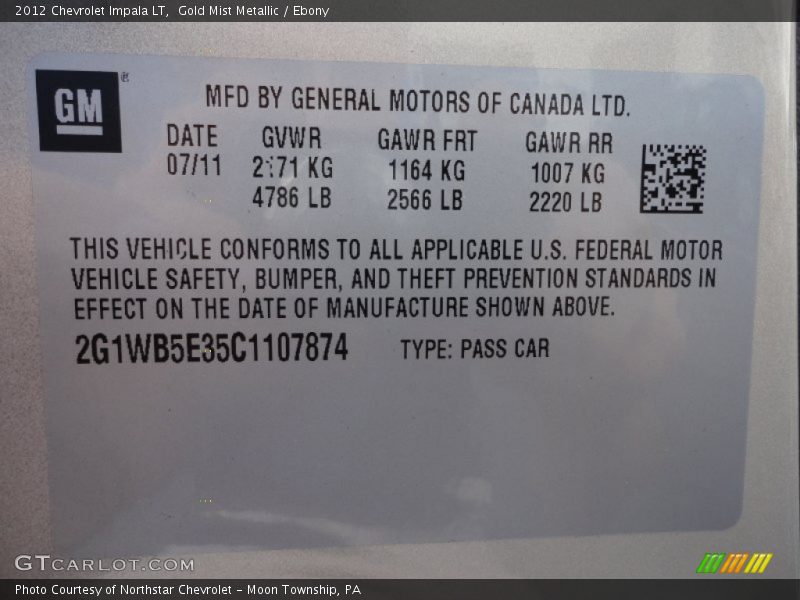 2012 Chevrolet Impala LT,  Gold Mist Metallic / Ebony
GM®
MFD BY GENERAL MOTORS OF CANADA LTD.
DATE GVWR GAWR FRT GAWR RR
07/11 2171 KG 1164 KG 1007 KG
4786 LB 2566 LB 2220 LB
THIS VEHICLE CONFORMS TO ALL APPLICABLE U.S. FEDERAL MOTOR
VEHICLE SAFETY, BUMPER, AND THEFT PREVENTION STANDARDS IN
EFFECT ON THE DATE OF MANUFACTURE SHOWN ABOVE.
2G1WB5E35C1107874 TYPE: PASS CAR
GTCARLOT.COM
Photo Courtesy of Northstar Chevrolet - Moon Township, PA